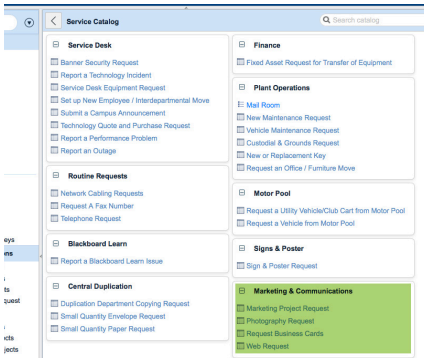 Service Catalog
Search catalog
Service Desk
Banner Security Request
Report a Technology Incident
Service Desk Equipment Request
Set up New Employee / Interdepartmental Move
Submit a Campus Announcement
Technology Quote and Purchase Request
Report a Performance Problem
Report an Outage
Routine Requests
Network Cabling Requests
Request A Fax Number
Telephone Request
Blackboard Learn
Report a Blackboard Learn Issue
Central Duplication
Duplication Department Copying Request
Small Quantity Envelope Request
Small Quantity Paper Request
Finance
Fixed Asset Request for Transfer of Equipment
Plant Operations
Mail Room
New Maintenance Request
Vehicle Maintenance Request
Custodial & Grounds Request
New or Replacement Key
Request an Office / Furniture Move
Motor Pool
Request a Utility Vehicle/Club Cart from Motor Pool
Request a Vehicle from Motor Pool
Signs & Poster
Sign & Poster Request
Marketing & Communications
Marketing Project Request
Photography Request
Request Business Cards
Web Request
eys
ns
ts
quest
cts
jects